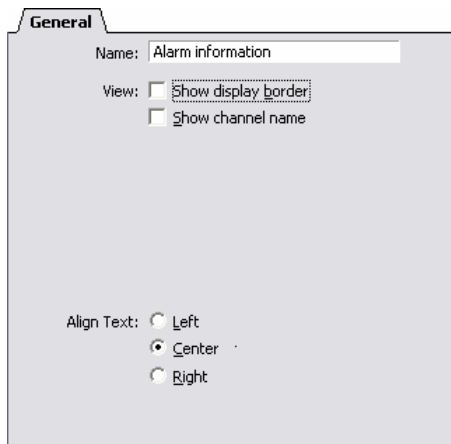 General
Name: Alarm information
View: Show display border
Show channel name
Align Text: Left
Center
Right